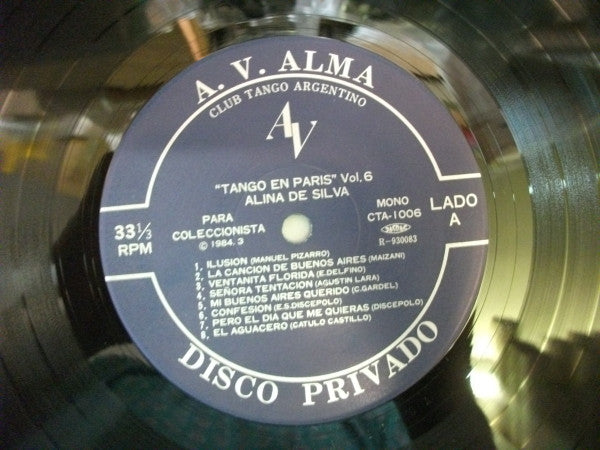 A. V. ALMA
CLUB TANGO ARGENTINO
AV
"TANGO EN PARIS" Vol. 6
ALINA DE SILVA
33⅓
RPM
PARA
COLECCIONISTA
© 1984. 3
MONO
CTA-1006
R-930083
LADO
A
1. ILUSION (MANUEL PIZARRO)
2. LA CANCION DE BUENOS AIRES (MAIZANI)
3. VENTANITA FLORIDA (E.DELFINO)
4. SEÑORA TENTACION (AGUSTIN LARA)
5. MI BUENOS AIRES QUERIDO (C.GARDEL)
6. CONFESION (E.S.DISCEPOLO)
7. PERO EL DIA QUE ME QUIERAS (DISCEPOLO)
8. EL AGUACERO (CATULO CASTILLO)
DISCO PRIVADO